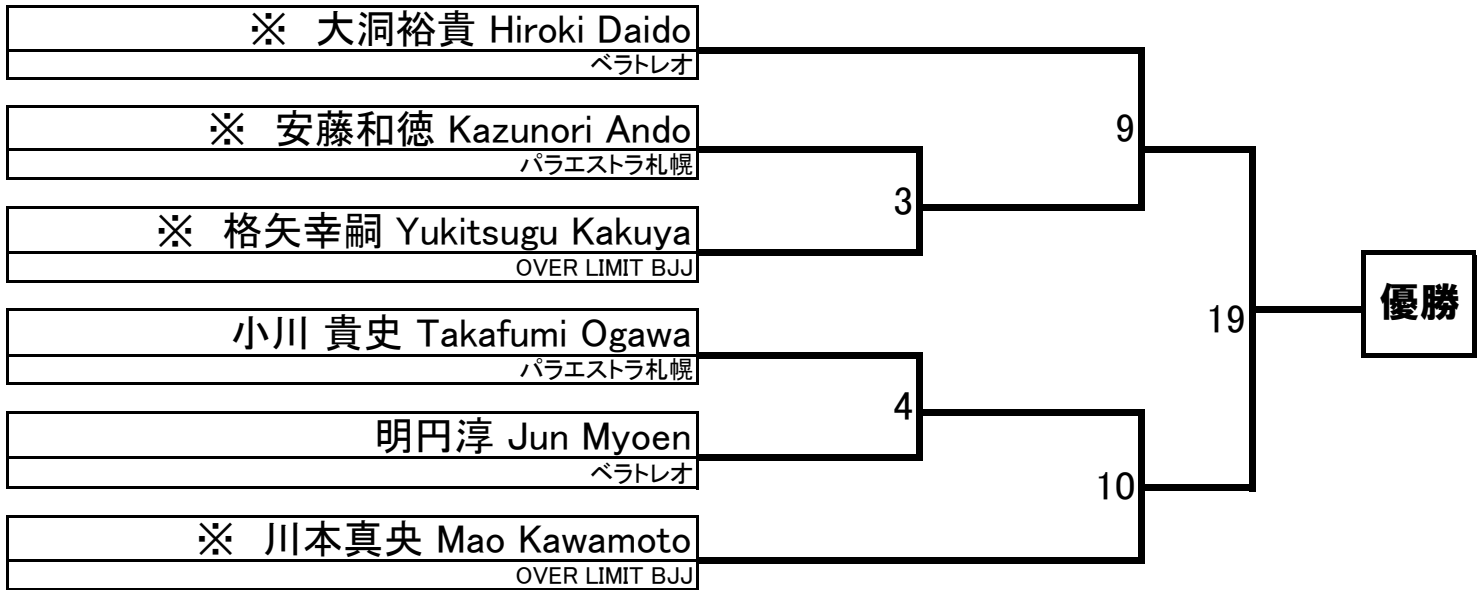 ※ 大洞裕貴 Hiroki Daido
ベラトレオ
※ 安藤和徳 Kazunori Ando
パラエストラ札幌
9
3
※ 格矢幸嗣 Yukitsugu Kakuya
OVER LIMIT BJJ
優勝
19
小川 貴史 Takafumi Ogawa
パラエストラ札幌
4
明円淳 Jun Myoen
ベラトレオ
10
※ 川本真央 Mao Kawamoto
OVER LIMIT BJJ